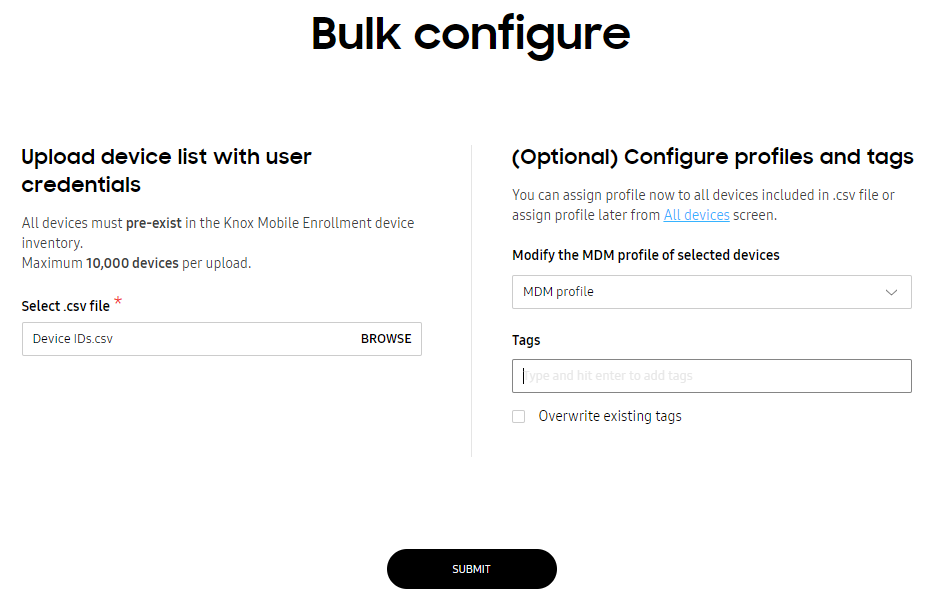 Bulk configure
Upload device list with user
credentials
All devices must pre-exist in the Knox Mobile Enrollment device
inventory.
Maximum 10,000 devices per upload.
Select .csv file *
Device IDs.csv BROWSE
(Optional) Configure profiles and tags
You can assign profile now to all devices included in .csv file or
assign profile later from All devices screen.
Modify the MDM profile of selected devices
MDM profile
Tags
Type and hit enter to add tags
Overwrite existing tags
SUBMIT